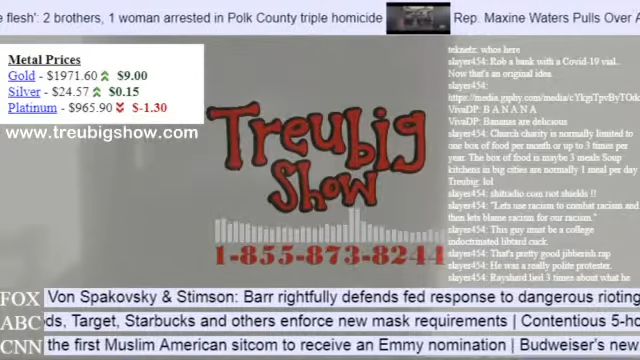 e flesh': 2 brothers, 1 woman arrested in Polk County triple homicide
Rep. Maxine Waters Pulls Over A
Metal Prices
Gold - $1971.60 $9.00
Silver - $24.57 $0.15
Platinum - $965.90 $-1.30
www.treubigshow.com
Treubig
Show
1-855-873-8244
teknetz: whos here
slayer454: Rob a bank with a Covid-19 vial..
Now that's an original idea.
slayer454:
https://media.giphy.com/media/cYkgiTpvByTOdc
VivaDP: B A N A N A
VivaDP: Bananas are delicious
slayer454: Church charity is normally limited to
one box of food per month or up to 3 times per
year. The box of food is maybe 3 meals Soup
kitchens in big cities are normally 1 meal per day
Treubig: lol
slayer454: shitradio.com not shields !!
slayer454: "Lets use racism to combat racism and
then lets blame racism for our racism."
slayer454: This guy must be a college
indoctrinated libtard cuck.
slayer454: That's pretty good jibberish rap
slayer454: He was a really polite protester.
slayer454: Rayshard lied 3 times about what he
FOX Von Spakovsky & Stimson: Barr rightfully defends fed response to dangerous rioting
ABC ds, Target, Starbucks and others enforce new mask requirements | Contentious 5-ho
CNN the first Muslim American sitcom to receive an Emmy nomination | Budweiser's new